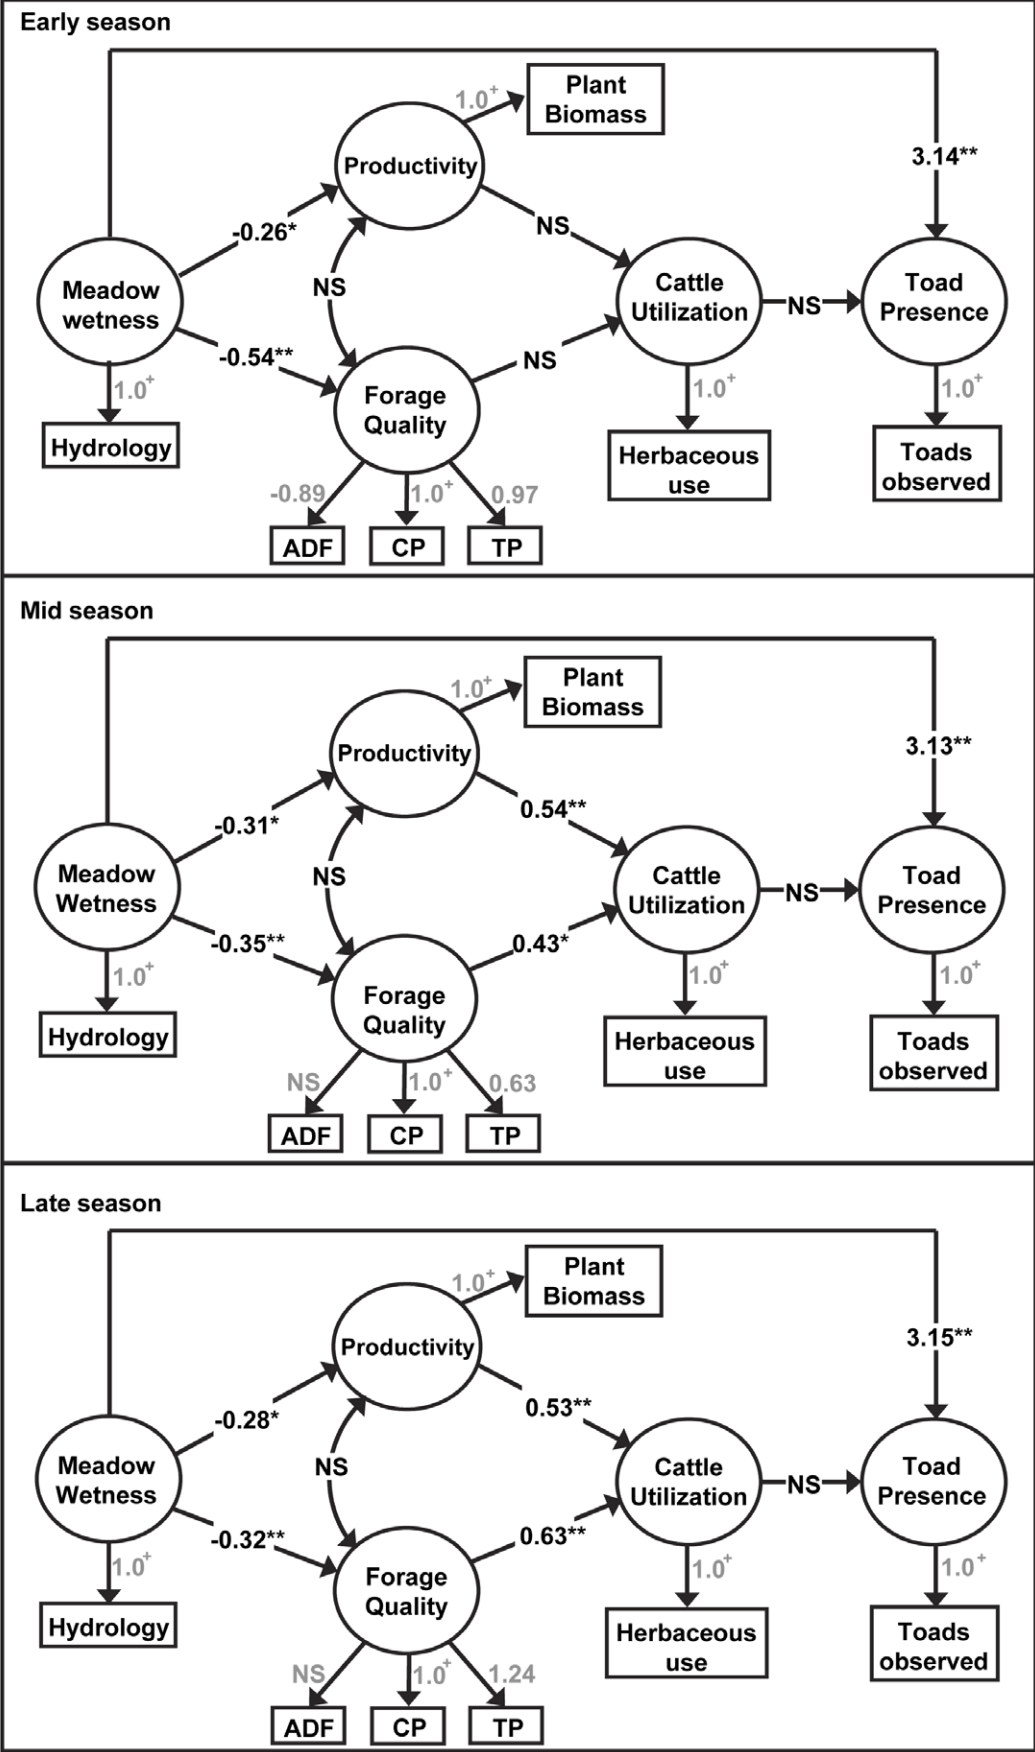 Early season
Plant
Biomass
1.0+
Productivity
3.14**
-0.26*
NS
Meadow
wetness
NS
Cattle
Utilization
NS
Toad
Presence
-0.54**
NS
1.0+
Forage
Quality
1.0+
1.0+
Hydrology
Herbaceous
use
Toads
observed
-0.89
1.0+
0.97
ADF
CP
TP
Mid season
Plant
Biomass
1.0+
Productivity
3.13**
-0.31*
0.54**
Meadow
Wetness
NS
Cattle
Utilization
NS
Toad
Presence
-0.35**
0.43*
1.0+
Forage
Quality
1.0+
1.0+
Hydrology
Herbaceous
use
Toads
observed
NS
1.0+
0.63
ADF
CP
TP
Late season
Plant
Biomass
1.0+
Productivity
3.15**
-0.28*
0.53**
Meadow
Wetness
NS
Cattle
Utilization
NS
Toad
Presence
-0.32**
0.63**
1.0+
Forage
Quality
1.0+
1.0+
Hydrology
Herbaceous
use
Toads
observed
NS
1.0+
1.24
ADF
CP
TP